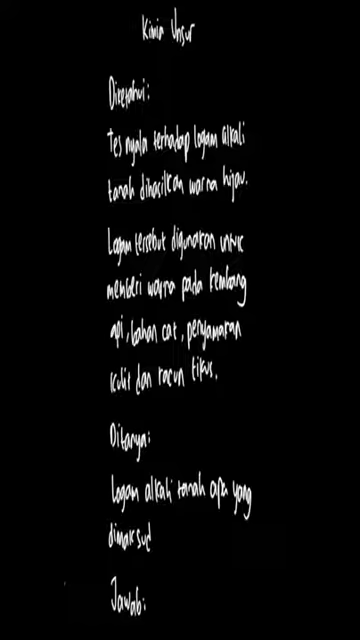 Kimia Unsur
Diketahui:
Tes nyala terhadap logam alkali
tanah dihasilkan warna hijau.
Logam tersebut digunakan untuk
memberi warna pada kembang
api, bahan cat, penyamaran
kulit dan racun tikus.
Ditanya:
Logam alkali tanah apa yang
dimaksud
Jawab: